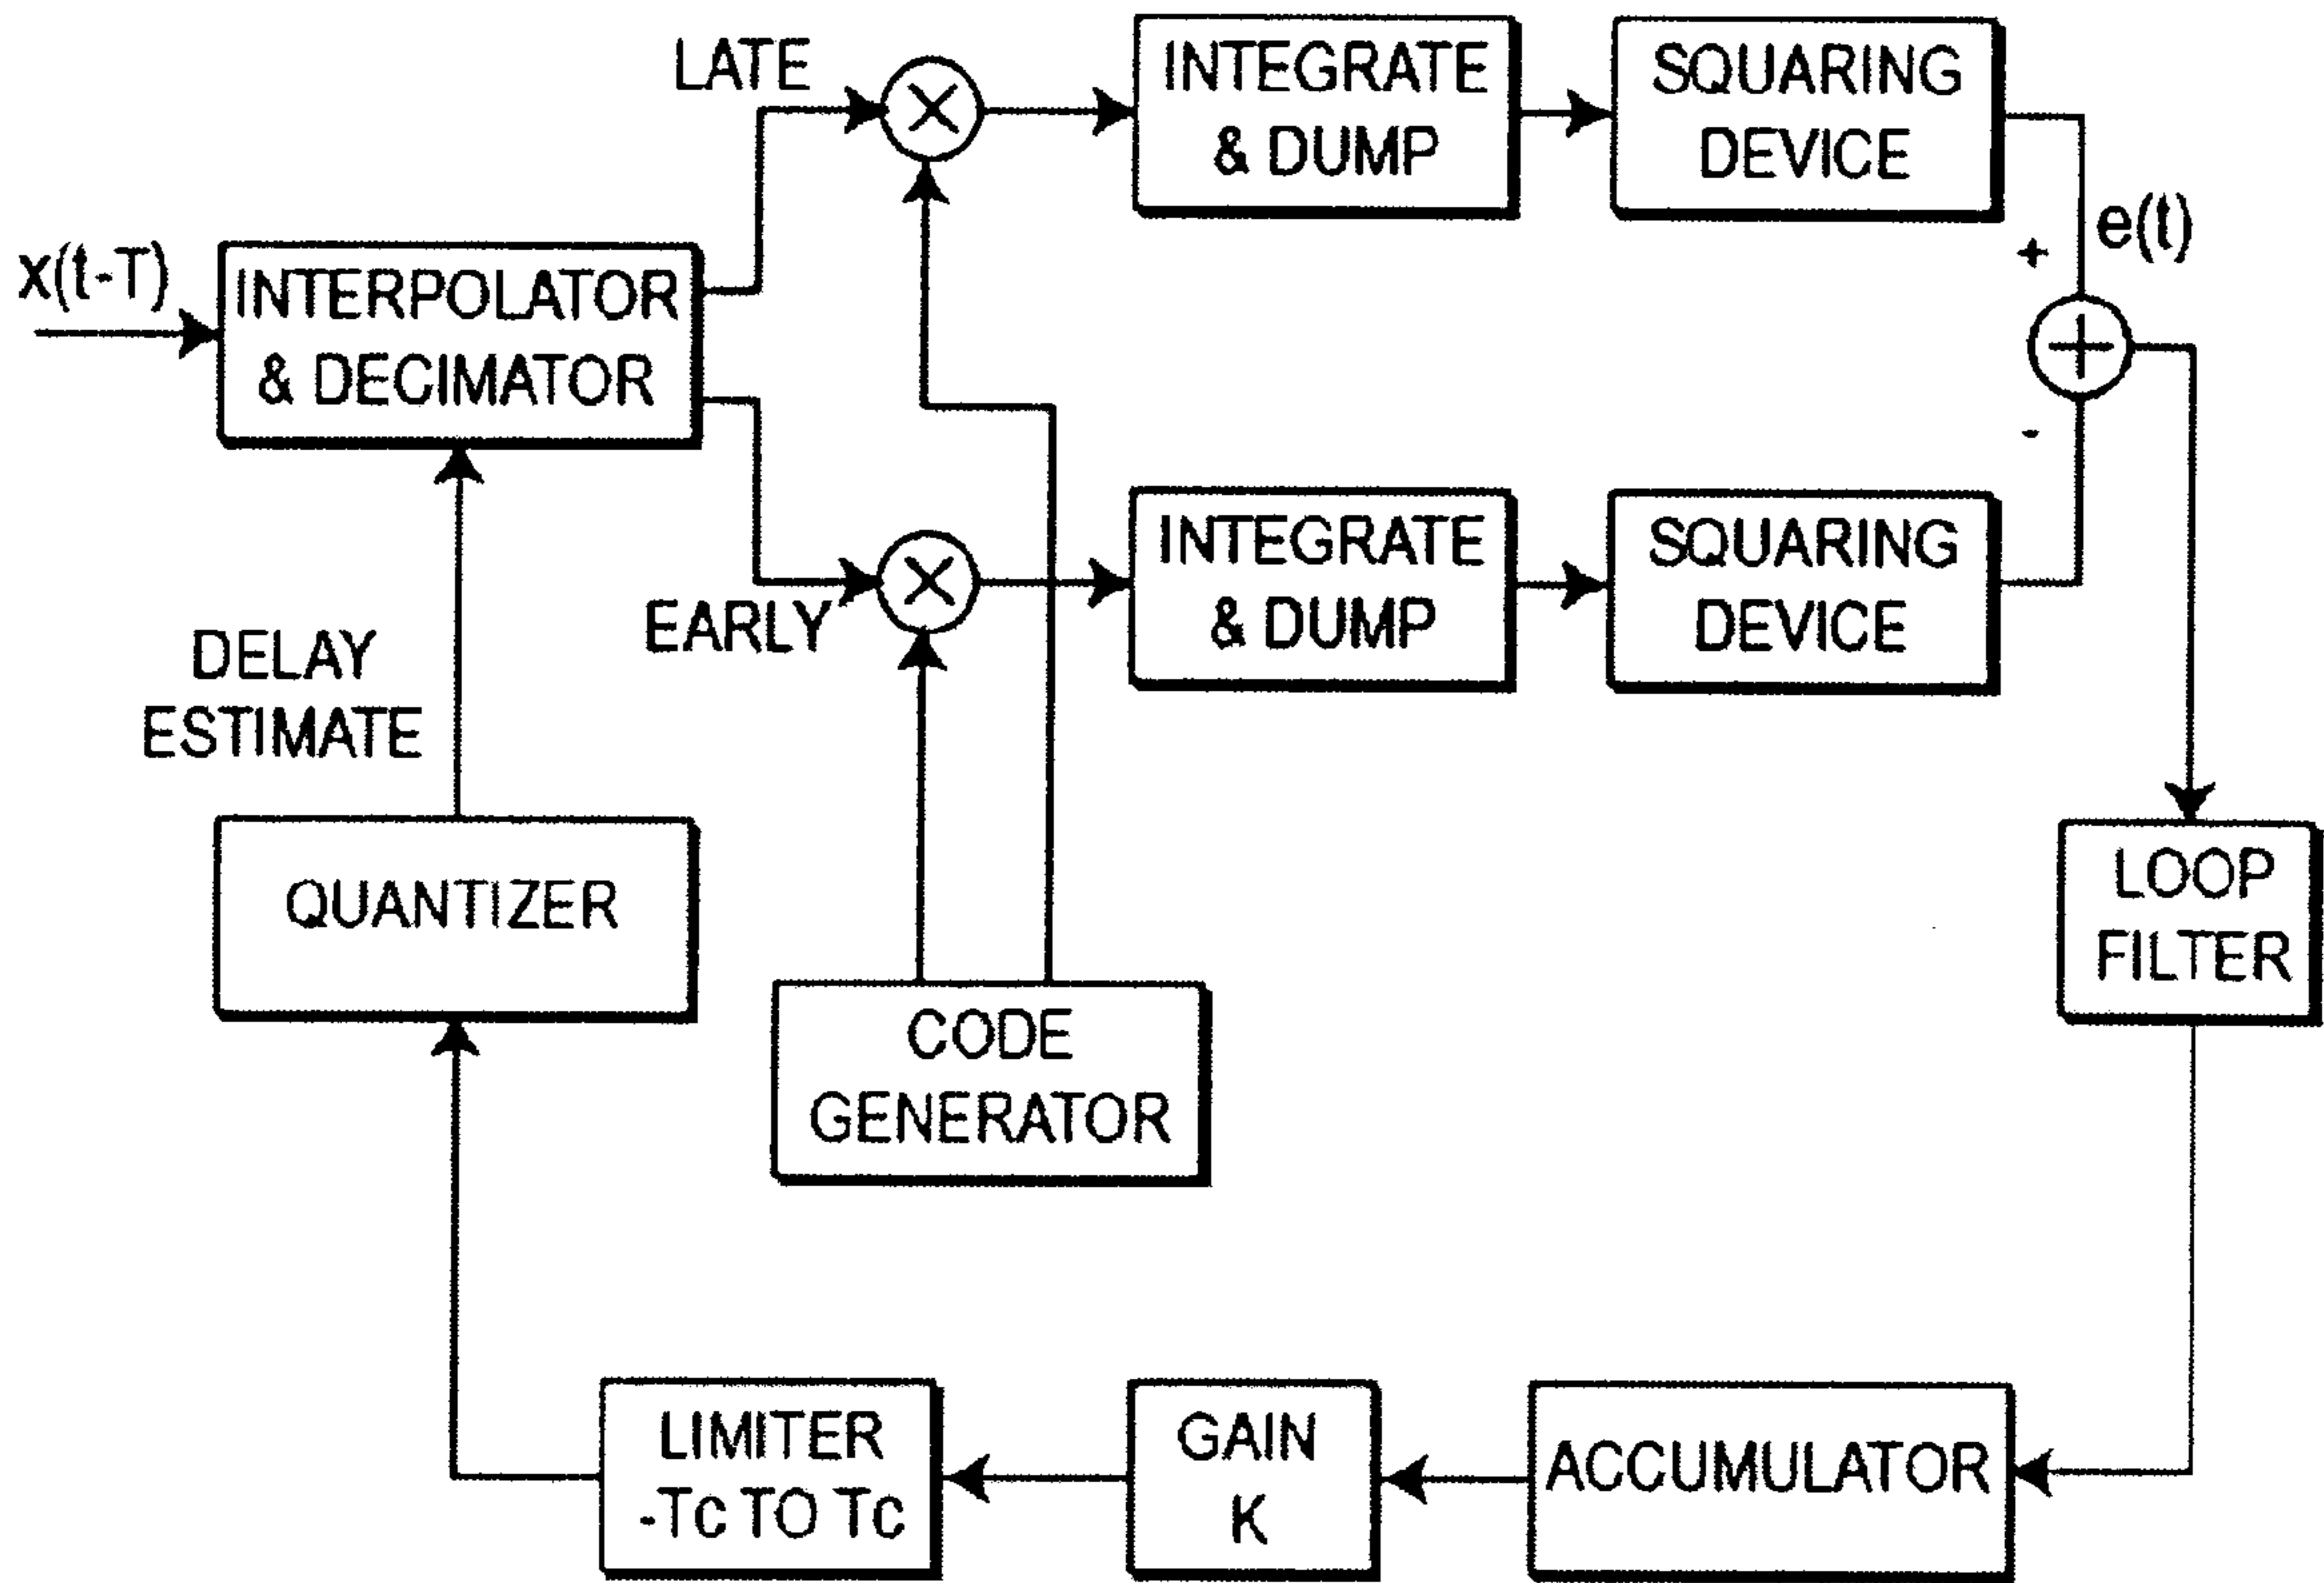 LATE
INTEGRATE
& DUMP
SQUARING
DEVICE
x(t-T)
INTERPOLATOR
& DECIMATOR
+
e(t)
-
EARLY
INTEGRATE
& DUMP
SQUARING
DEVICE
DELAY
ESTIMATE
QUANTIZER
CODE
GENERATOR
LOOP
FILTER
LIMITER
-Tc TO Tc
GAIN
K
ACCUMULATOR